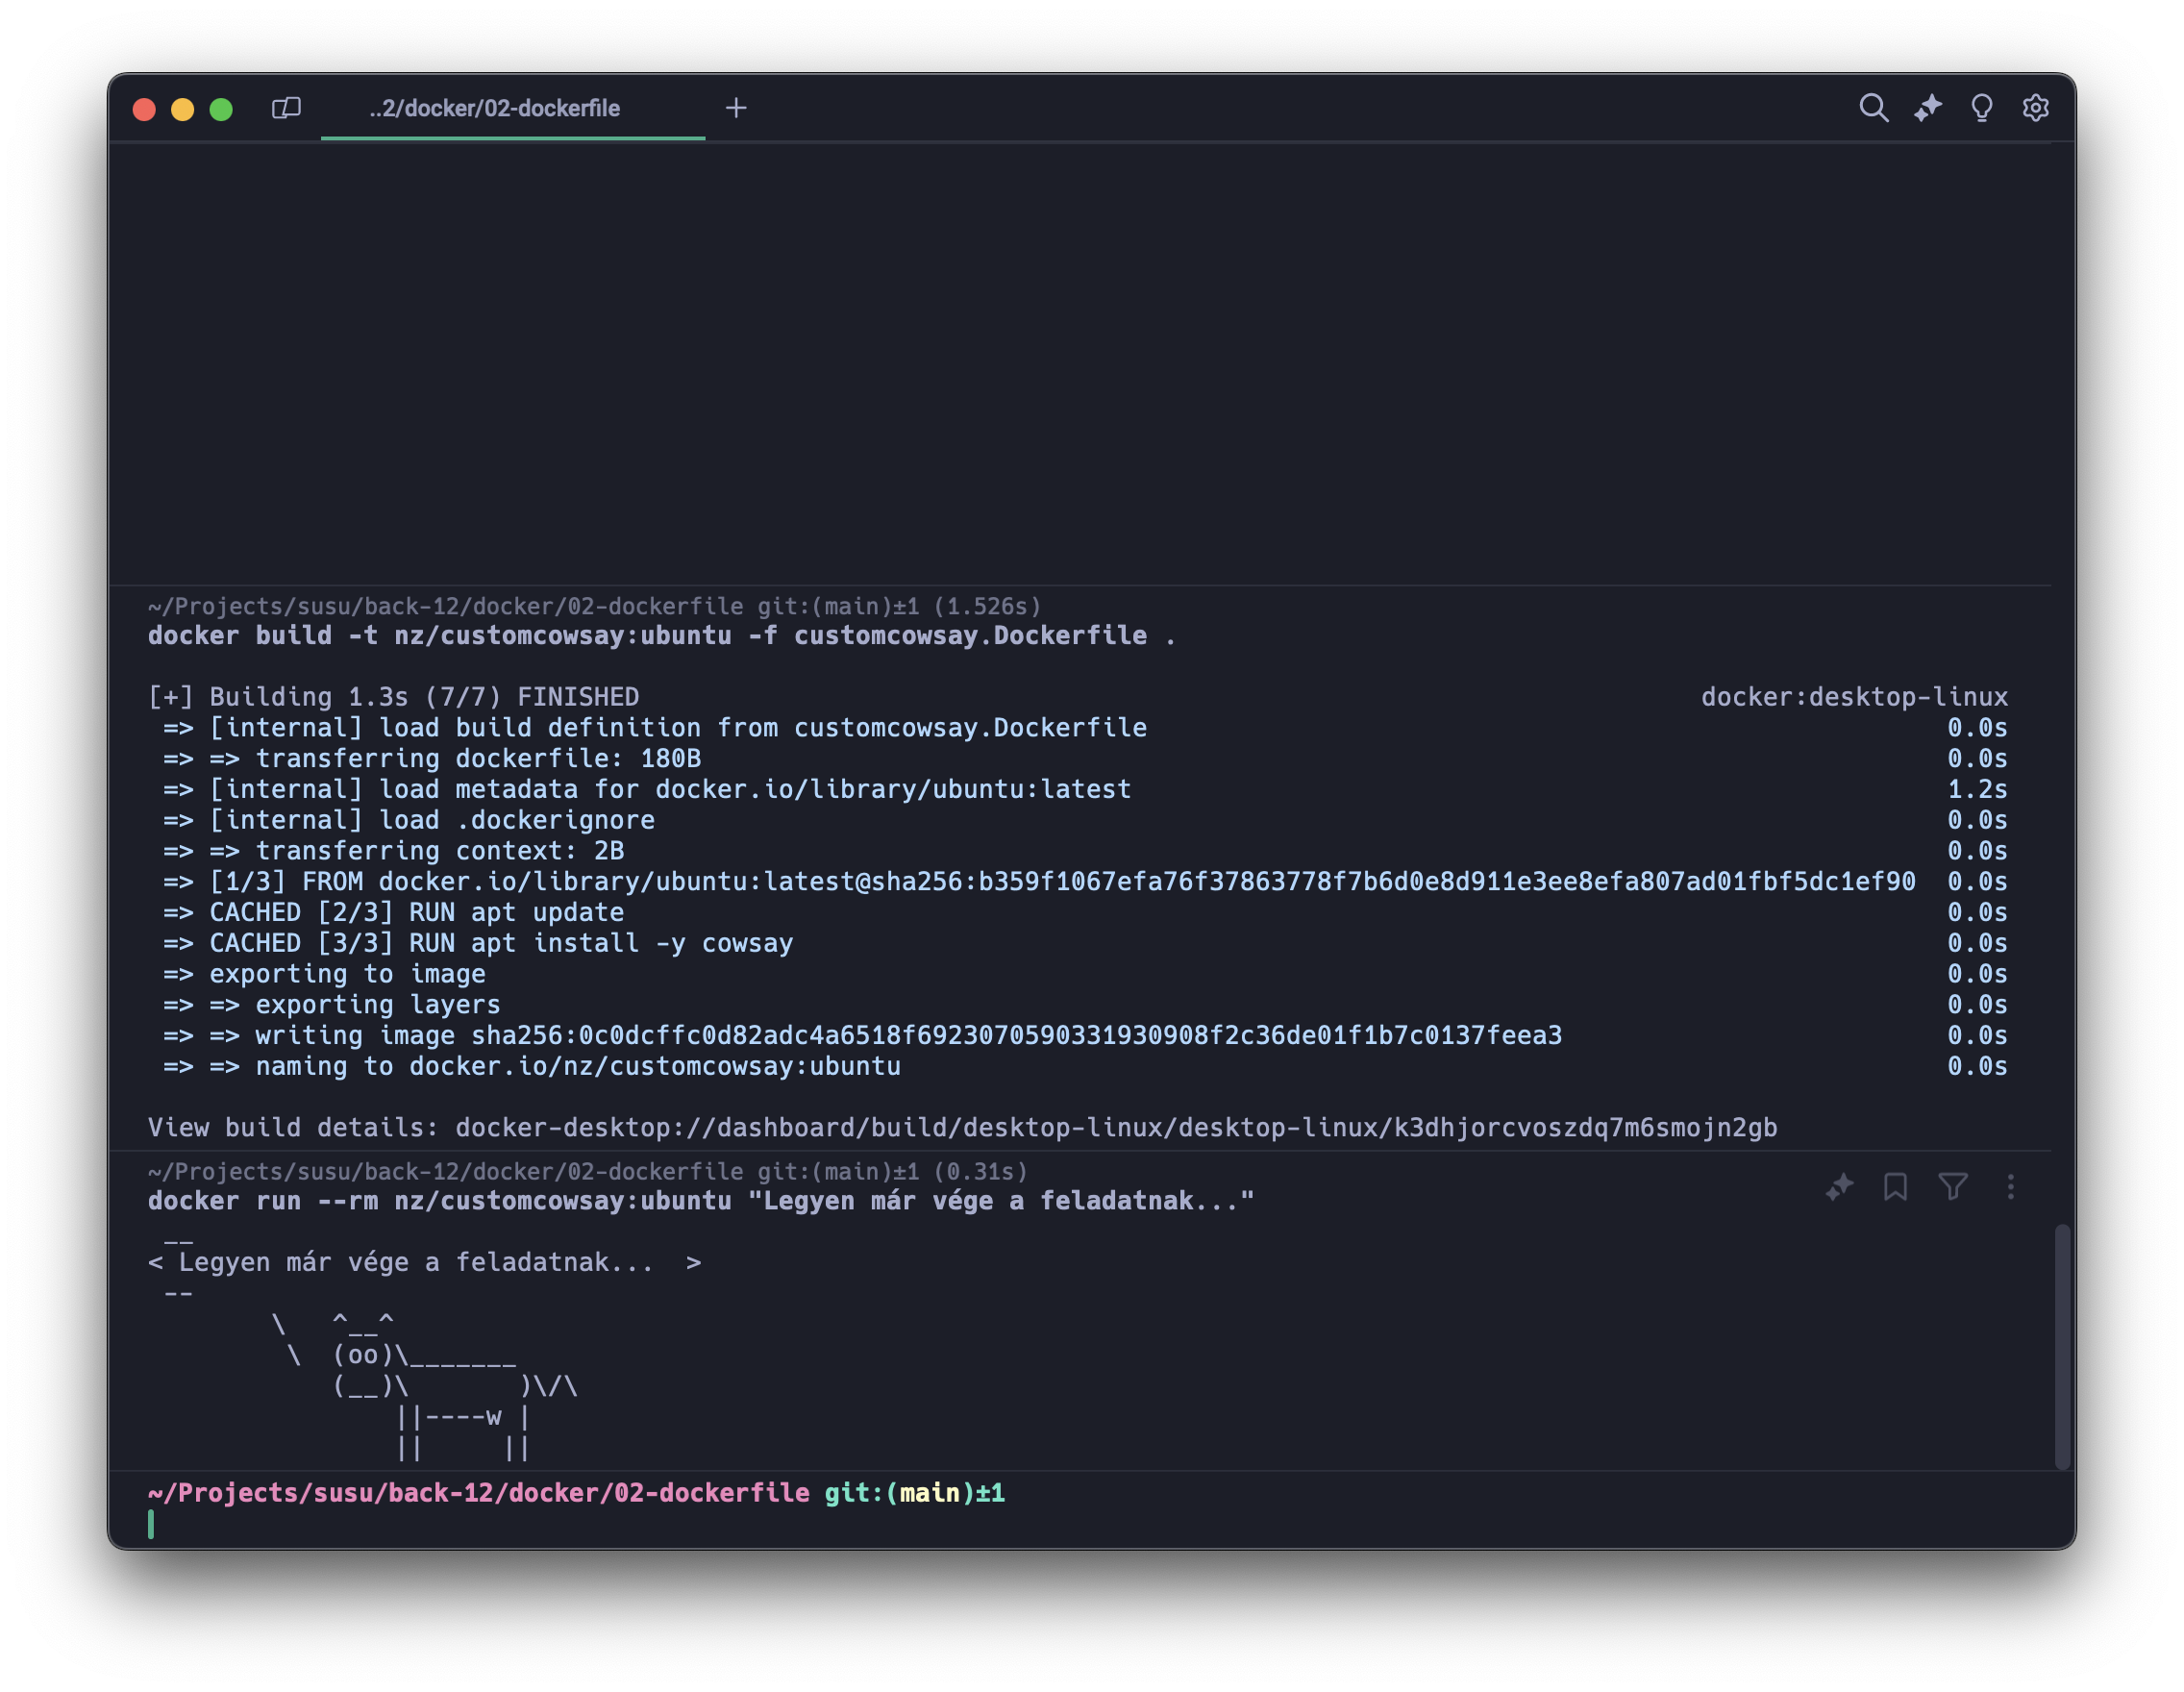 ..2/docker/02-dockerfile
~/Projects/susu/back-12/docker/02-dockerfile git:(main)±1 (1.526s)
docker build -t nz/customcowsay:ubuntu -f customcowsay.Dockerfile .
[+] Building 1.3s (7/7) FINISHED docker:desktop-linux
=> [internal] load build definition from customcowsay.Dockerfile 0.0s
=> => transferring dockerfile: 180B 0.0s
=> [internal] load metadata for docker.io/library/ubuntu:latest 1.2s
=> [internal] load .dockerignore 0.0s
=> => transferring context: 2B 0.0s
=> [1/3] FROM docker.io/library/ubuntu:latest@sha256:b359f1067efa76f37863778f7b6d0e8d911e3ee8efa807ad01fbf5dc1ef90 0.0s
=> CACHED [2/3] RUN apt update 0.0s
=> CACHED [3/3] RUN apt install -y cowsay 0.0s
=> exporting to image 0.0s
=> => exporting layers 0.0s
=> => writing image sha256:0c0dcffc0d82adc4a6518f6923070590331930908f2c36de01f1b7c0137feea3 0.0s
=> => naming to docker.io/nz/customcowsay:ubuntu 0.0s
View build details: docker-desktop://dashboard/build/desktop-linux/desktop-linux/k3dhjorcvoszdq7m6smojn2gb
~/Projects/susu/back-12/docker/02-dockerfile git:(main)±1 (0.31s)
docker run --rm nz/customcowsay:ubuntu "Legyen már vége a feladatnak..."
 __
< Legyen már vége a feladatnak...  >
 --
        \   ^__^
         \  (oo)\_______
            (__)\       )\/\
                ||----w |
                ||     ||
~/Projects/susu/back-12/docker/02-dockerfile git:(main)±1